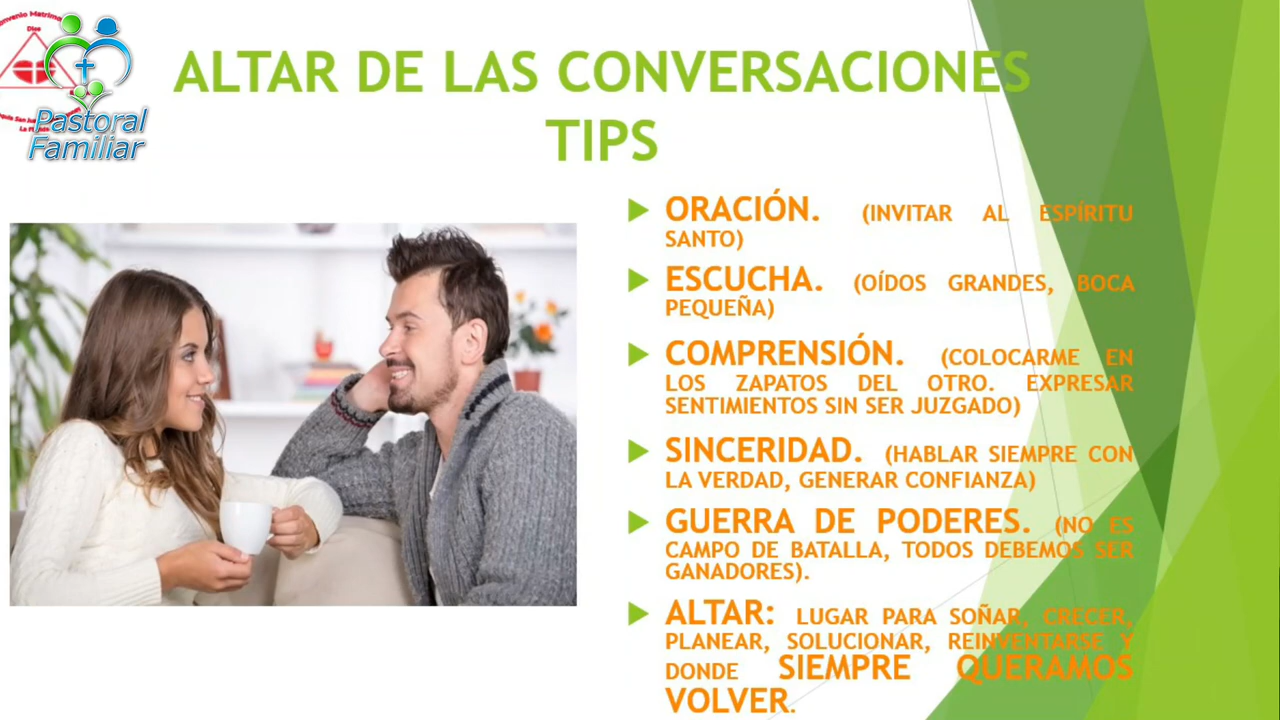 onvenio Matrimo
Dios
Pastoral
Familiar
ALTAR DE LAS CONVERSACIONES
TIPS
ORACIÓN. (INVITAR AL ESPÍRITU
SANTO)
ESCUCHA. (OÍDOS GRANDES, BOCA
PEQUEÑA)
COMPRENSIÓN. (COLOCARME EN
LOS ZAPATOS DEL OTRO. EXPRESAR
SENTIMIENTOS SIN SER JUZGADO)
SINCERIDAD. (HABLAR SIEMPRE CON
LA VERDAD, GENERAR CONFIANZA)
GUERRA DE PODERES. (NO ES
CAMPO DE BATALLA, TODOS DEBEMOS SER
GANADORES).
ALTAR: LUGAR PARA SOÑAR, CRECER,
PLANEAR, SOLUCIONAR, REINVENTARSE Y
DONDE SIEMPRE QUERAMOS
VOLVER.